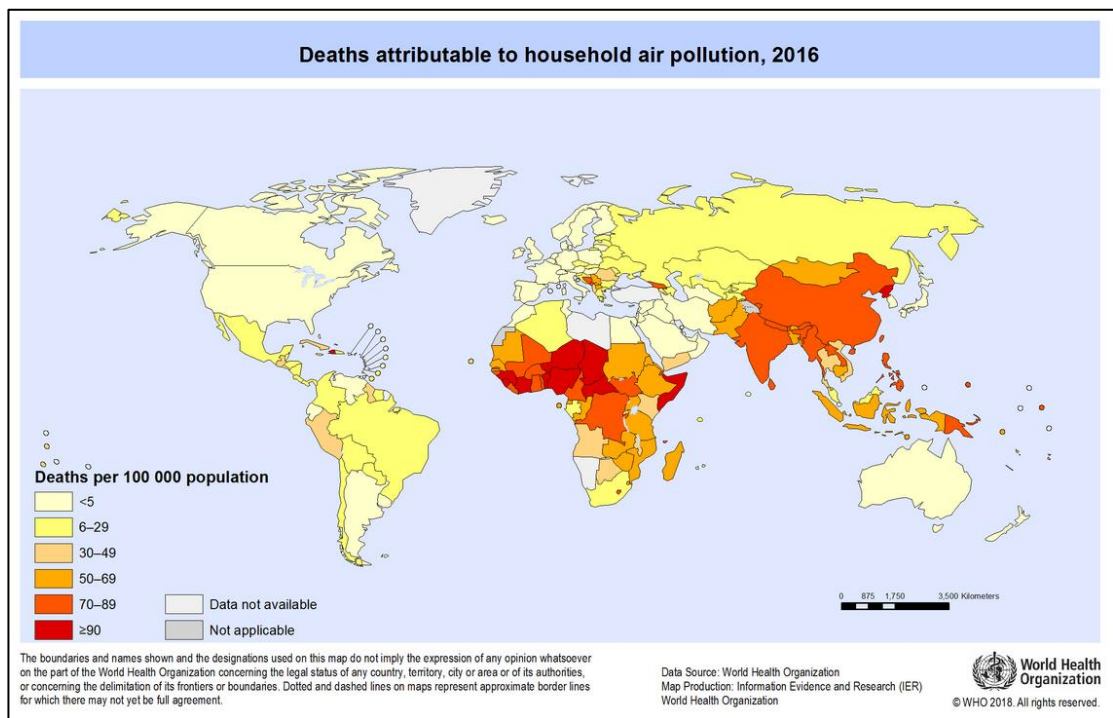 Deaths attributable to household air pollution, 2016
Deaths per 100 000 population
<5
6–29
30–49
50–69
70–89
≥90
Data not available
Not applicable
0 875 1,750 3,500 Kilometers
The boundaries and names shown and the designations used on this map do not imply the expression of any opinion whatsoever
on the part of the World Health Organization concerning the legal status of any country, territory, city or area or of its authorities,
or concerning the delimitation of its frontiers or boundaries. Dotted and dashed lines on maps represent approximate border lines
for which there may not yet be full agreement.
Data Source: World Health Organization
Map Production: Information Evidence and Research (IER)
World Health Organization
World Health
Organization
© WHO 2018. All rights reserved.